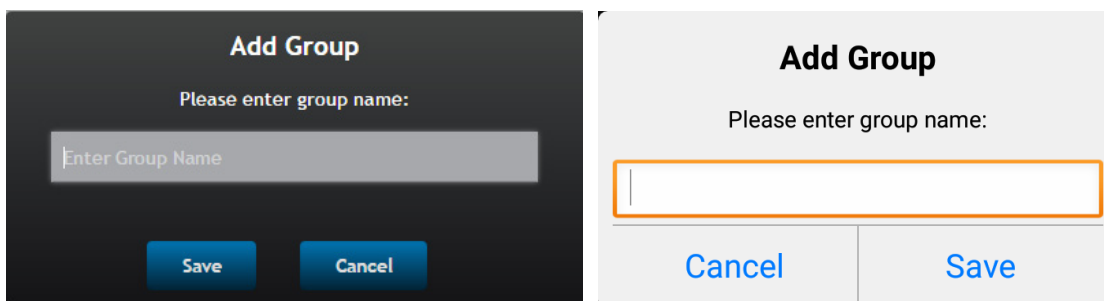 Add Group
Please enter group name:
Enter Group Name
Save Cancel
Add Group
Please enter group name:
Cancel Save